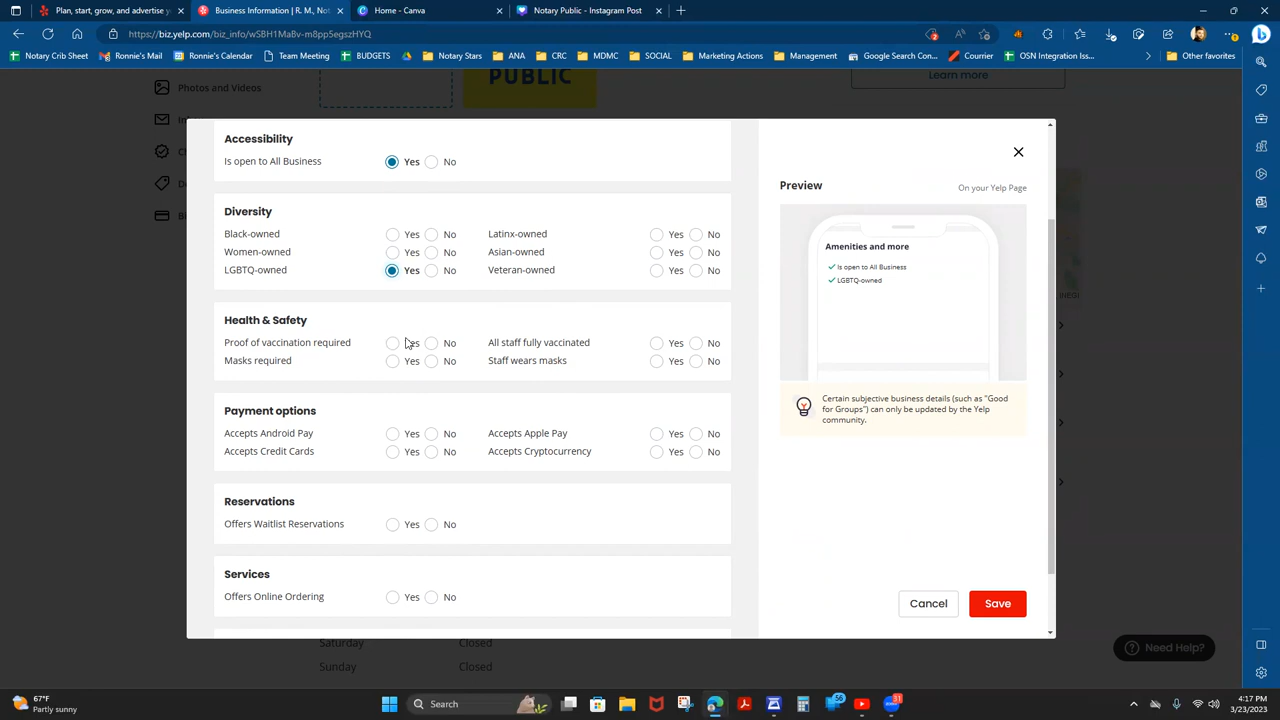 Plan, start, grow, and advertise y
Business Information | R. M., Not
Home - Canva
Notary Public - Instagram Post
https://biz.yelp.com/biz_info/wS8H1MaBv-m8pp5egszHYQ
Notary Crib Sheet
Ronnie's Email
Ronnie's Calendar
Team Meeting
BUDGETS
Notary Stars
ANA
CRC
MDMC
SOCIAL
Marketing Actions
Management
Google Search Con...
Courier
OSN Integration Iss...
Other favorites
PUBLIC
Learn more
Photos and Videos
Accessibility
Is open to All Business Yes No
Diversity
Black-owned Yes No Latinx-owned Yes No
Women-owned Yes No Asian-owned Yes No
LGBTQ-owned Yes No Veteran-owned Yes No
Health & Safety
Proof of vaccination required Yes No All staff fully vaccinated Yes No
Masks required Yes No Staff wears masks Yes No
Payment options
Accepts Android Pay Yes No Accepts Apple Pay Yes No
Accepts Credit Cards Yes No Accepts Cryptocurrency Yes No
Reservations
Offers Waitlist Reservations Yes No
Services
Offers Online Ordering Yes No
Preview
On your Yelp Page
Amenities and more
Is open to All Business
LGBTQ-owned
Certain subjective business details (such as "Good
for Groups") can only be updated by the Yelp
community.
Cancel
Save
Saturday Closed
Sunday Closed
Need Help?
67°F
Partly sunny
Search
56
31
4:17 PM
3/23/2023